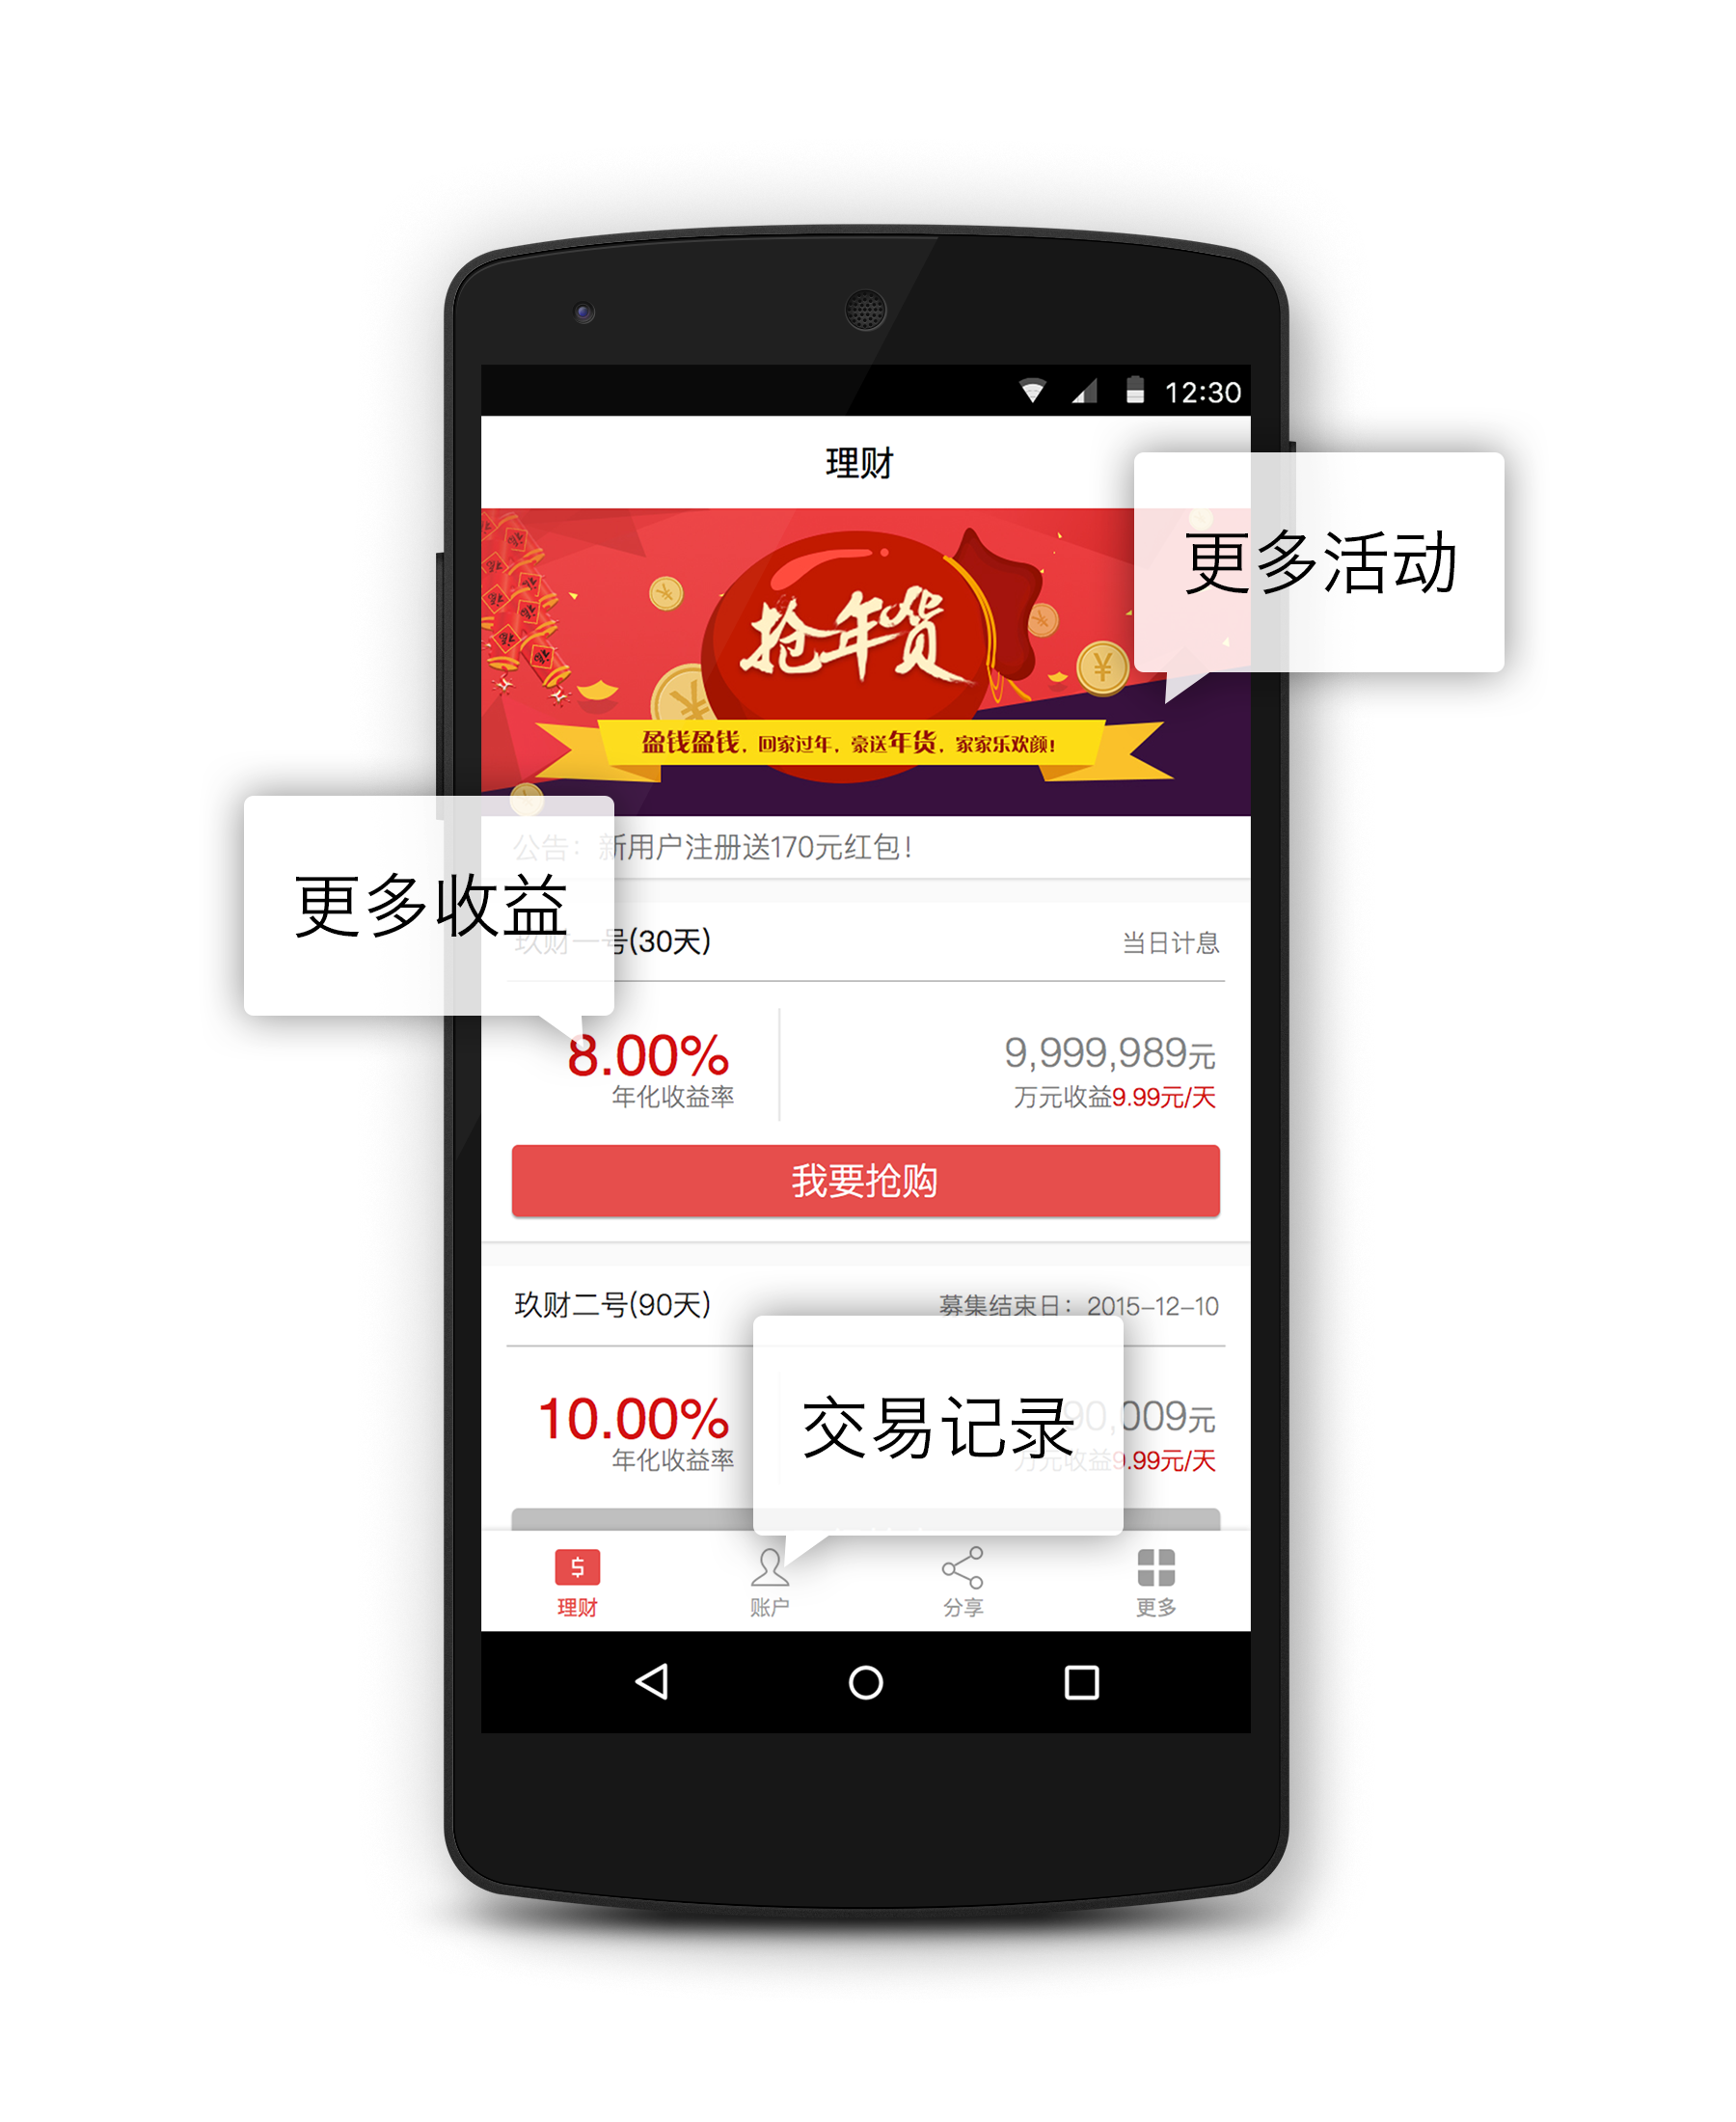 12:30
理财
更多活动
抢年货
盈钱盈钱，回家过年，豪送年货，家家乐欢颜！
公告：新用户注册送170元红包！
更多收益
玖财一号(30天)
当日计息
8.00%
年化收益率
9,999,989元
万元收益9.99元/天
我要抢购
玖财二号(90天)
募集结束日：2015-12-10
10.00%
年化收益率
交易记录
90,009元
万元收益9.99元/天
理财
账户
分享
更多